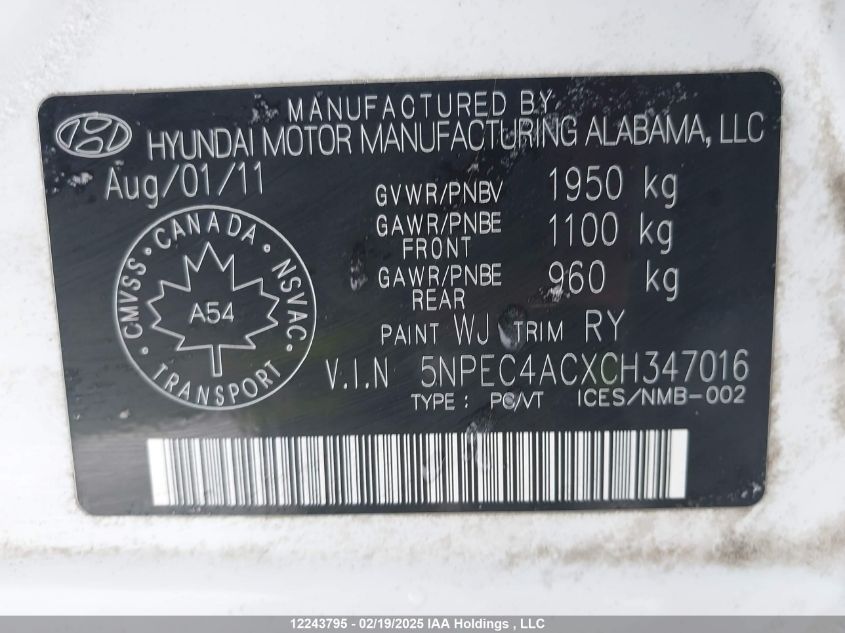 MANUFACTURED BY
HYUNDAI MOTOR MANUFACTURING ALABAMA, LLC
Aug/01/11
GVWR/PNBV 1950 kg
GAWR/PNBE FRONT 1100 kg
GAWR/PNBE REAR 960 kg
PAINT WJ TRIM RY
V.I.N 5NPEC4ACXCH347016
TYPE : PC/VT ICES/NMB-002
CMVSS • CANADA • NSVAC • TRANSPORT •
A54
12243795 - 02/19/2025 IAA Holdings , LLC